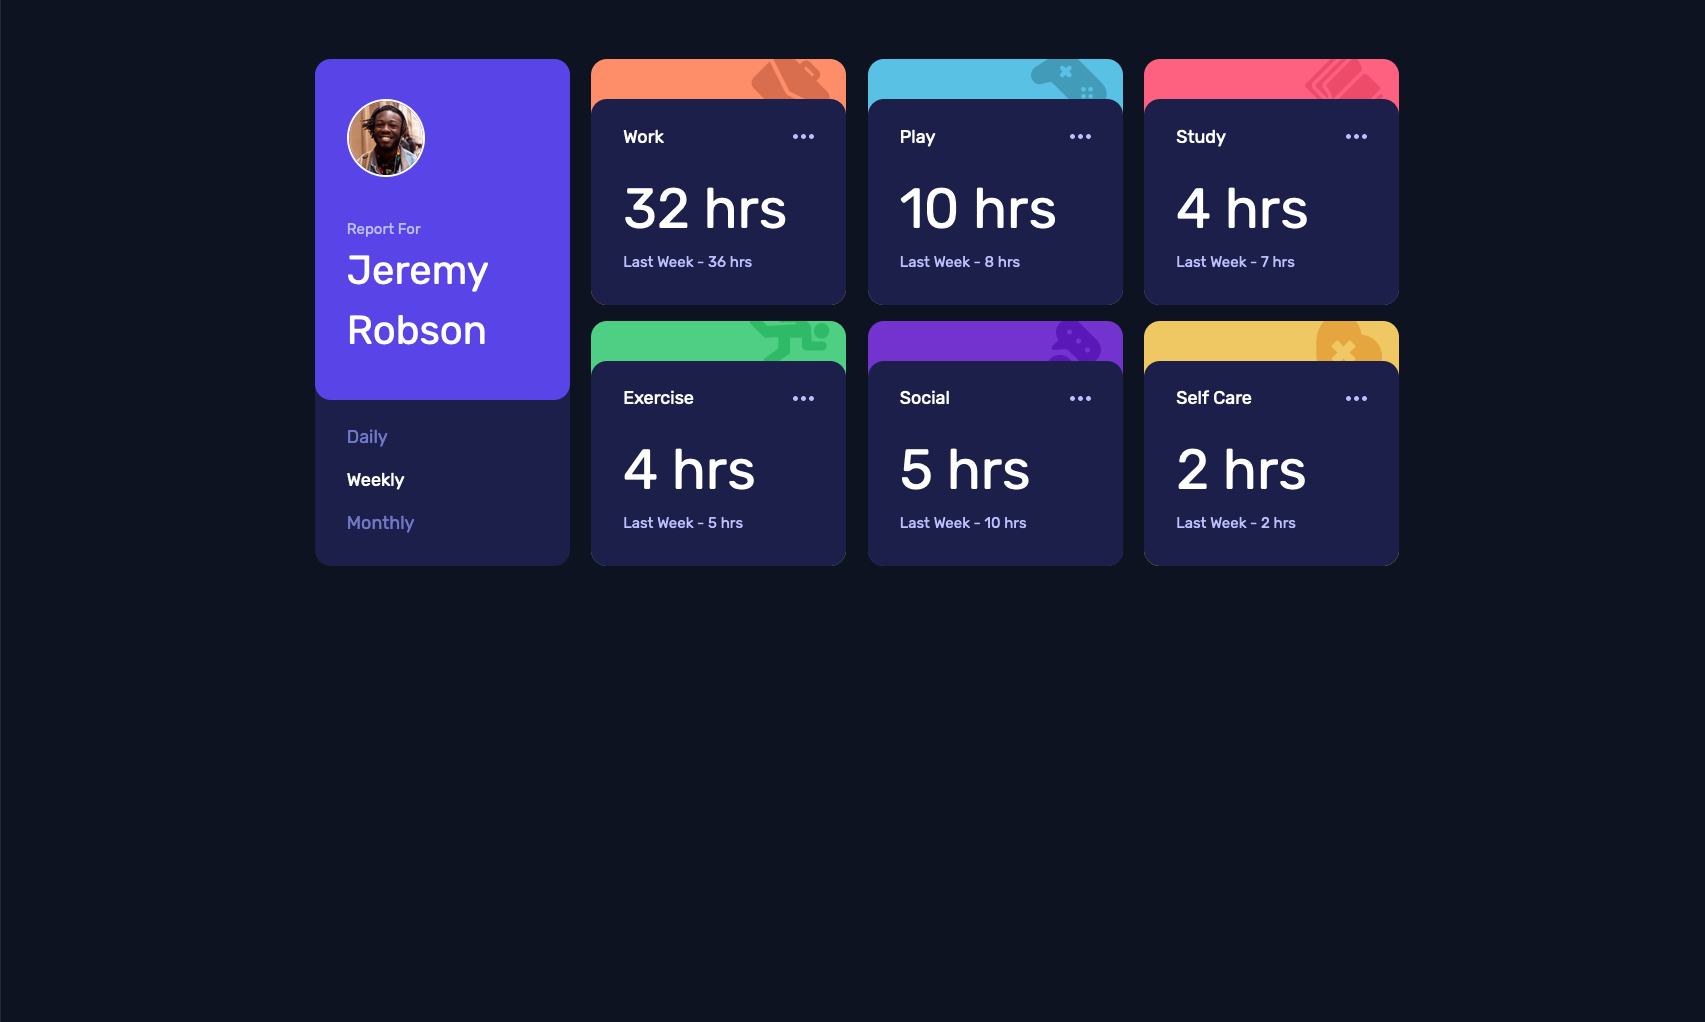 Report For
Jeremy
Robson
Daily
Weekly
Monthly
Work
32 hrs
Last Week - 36 hrs
Play
10 hrs
Last Week - 8 hrs
Study
4 hrs
Last Week - 7 hrs
Exercise
4 hrs
Last Week - 5 hrs
Social
5 hrs
Last Week - 10 hrs
Self Care
2 hrs
Last Week - 2 hrs